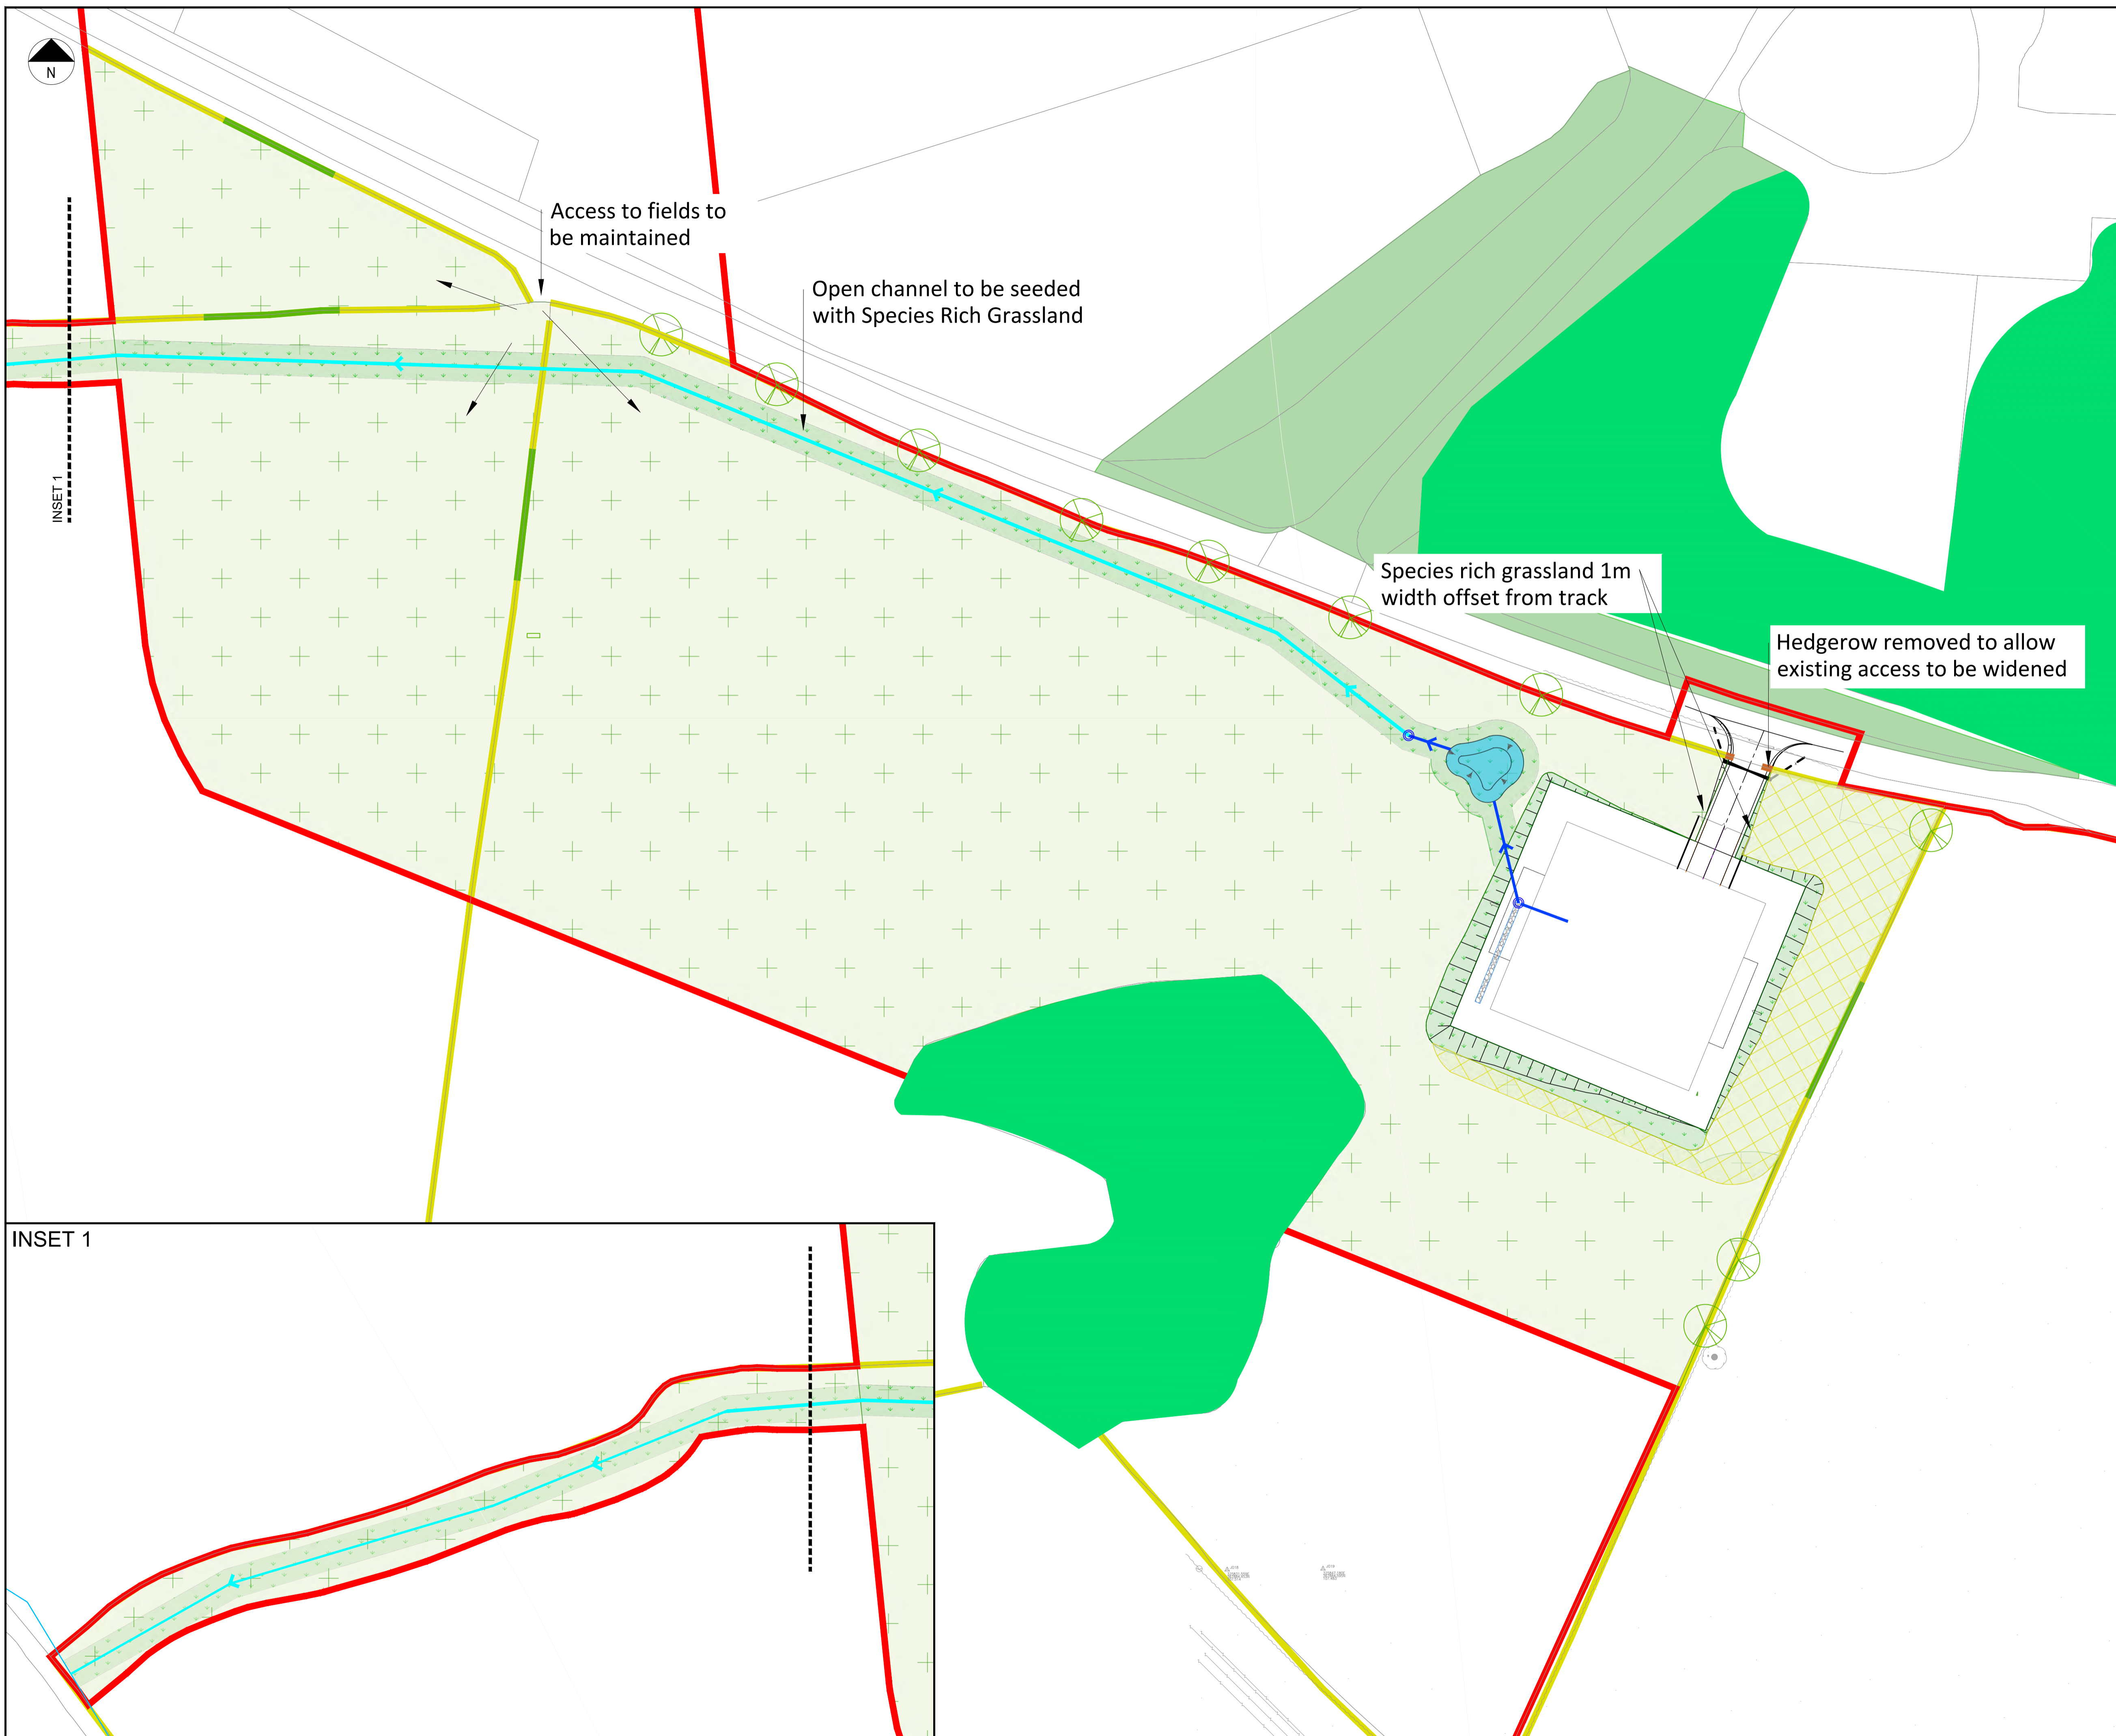 N
Access to fields to
be maintained
Open channel to be seeded
with Species Rich Grassland
INSET 1
Species rich grassland 1m
width offset from track
Hedgerow removed to allow
existing access to be widened
INSET 1